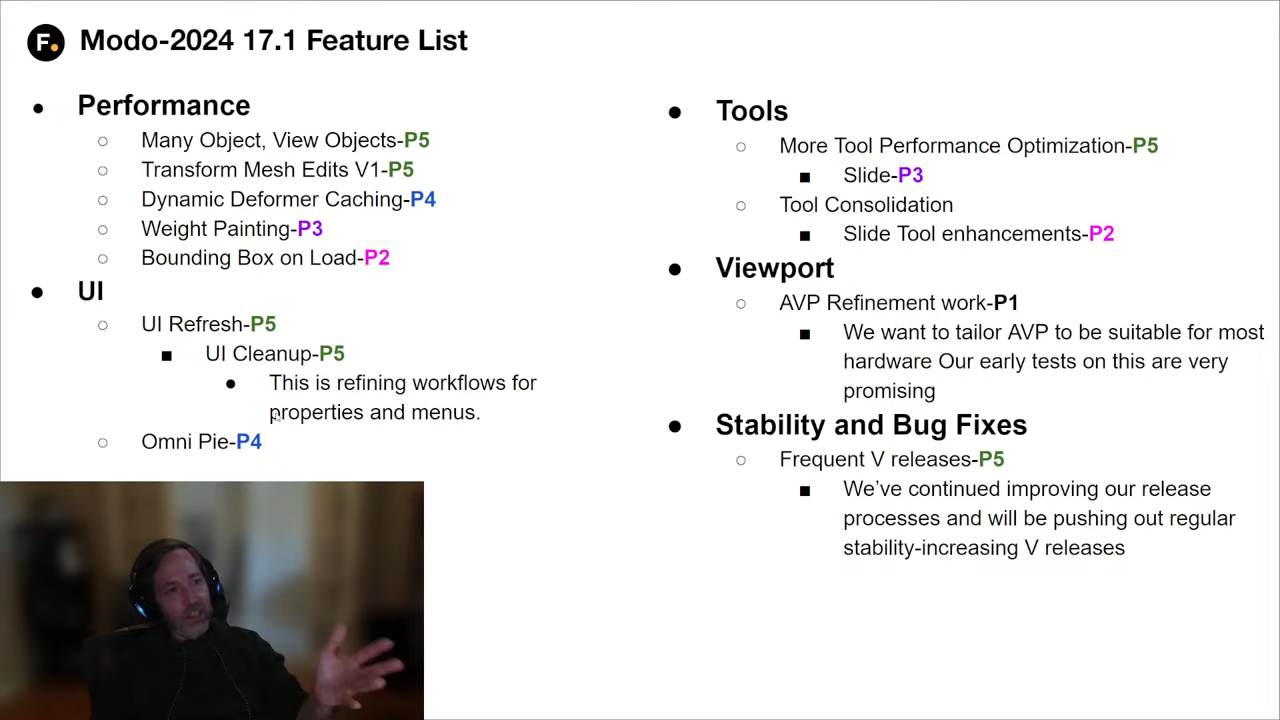 F.
Modo-2024 17.1 Feature List
Performance
Many Object, View Objects-P5
Transform Mesh Edits V1-P5
Dynamic Deformer Caching-P4
Weight Painting-P3
Bounding Box on Load-P2
UI
UI Refresh-P5
UI Cleanup-P5
This is refining workflows for
properties and menus.
Omni Pie-P4
Tools
More Tool Performance Optimization-P5
Slide-P3
Tool Consolidation
Slide Tool enhancements-P2
Viewport
AVP Refinement work-P1
We want to tailor AVP to be suitable for most
hardware Our early tests on this are very
promising
Stability and Bug Fixes
Frequent V releases-P5
We’ve continued improving our release
processes and will be pushing out regular
stability-increasing V releases